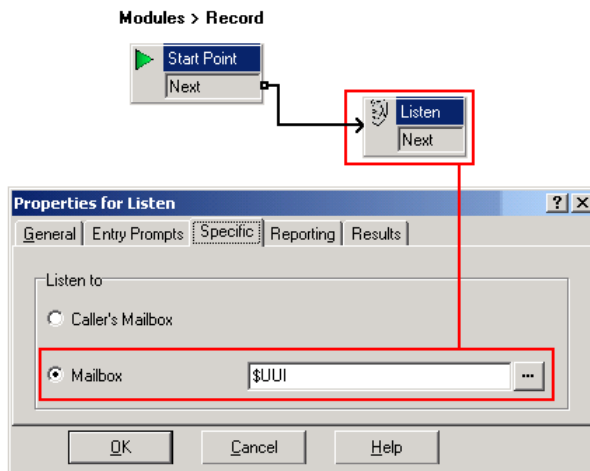 Modules > Record
Start Point
Next
Listen
Next
Properties for Listen
General Entry Prompts Specific Reporting Results
Listen to
Caller's Mailbox
Mailbox $UUI ...
OK Cancel Help